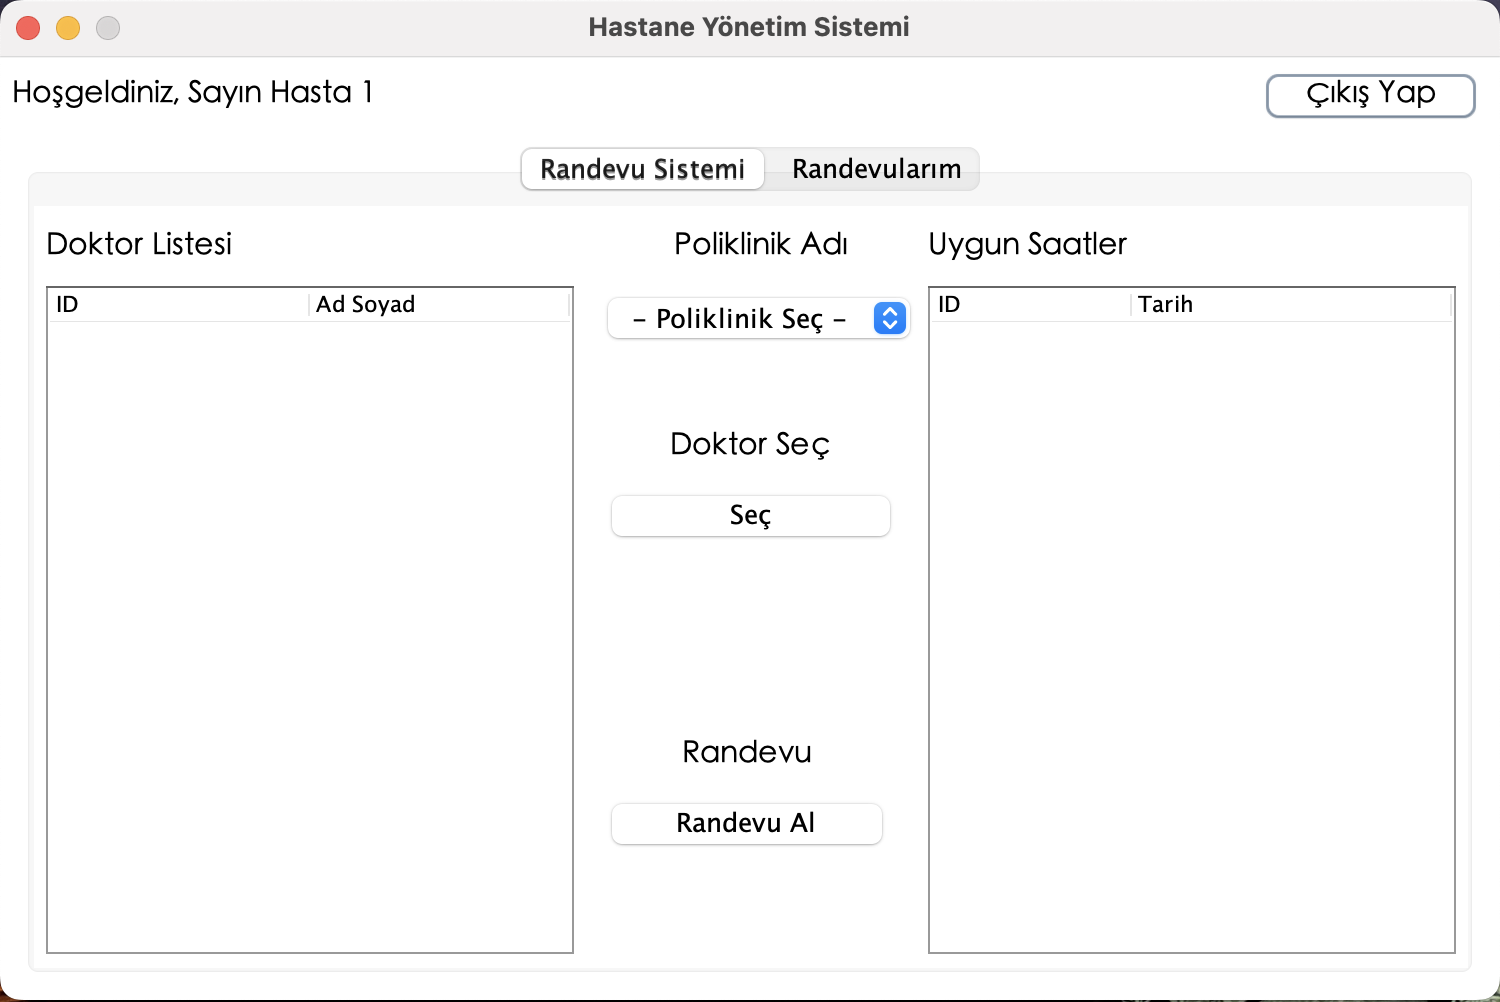 Hastane Yönetim Sistemi
Hoşgeldiniz, Sayın Hasta 1
Çıkış Yap
Randevu Sistemi
Randevularım
Doktor Listesi
Poliklinik Adı
Uygun Saatler
ID
Ad Soyad
– Poliklinik Seç –
ID
Tarih
Doktor Seç
Seç
Randevu
Randevu Al